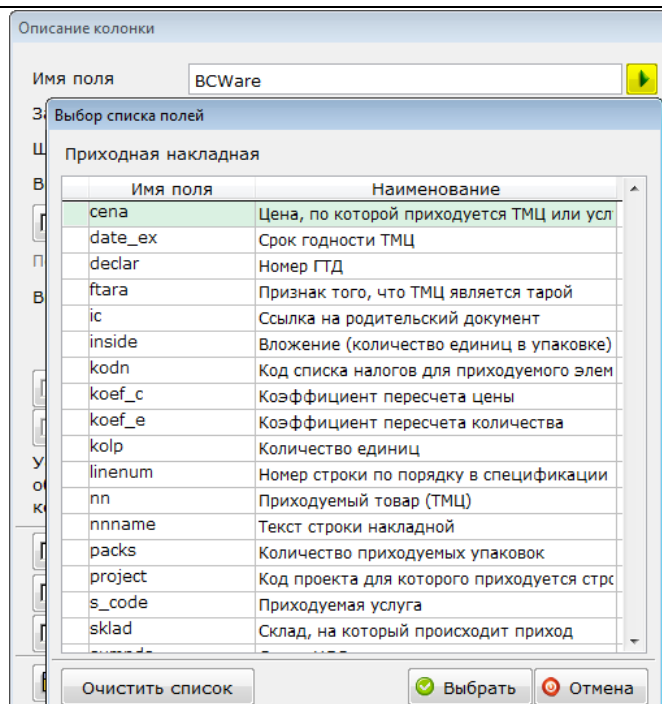 Описание колонки
Имя поля BCWare
Выбор списка полей
Приходная накладная
Имя поля Наименование
cena Цена, по которой приходуется ТМЦ или усл
date_ex Срок годности ТМЦ
declar Номер ГТД
ftara Признак того, что ТМЦ является тарой
ic Ссылка на родительский документ
inside Вложение (количество единиц в упаковке)
kodn Код списка налогов для приходуемого элем
koef_c Коэффициент пересчета цены
koef_e Коэффициент пересчета количества
kolp Количество единиц
linenum Номер строки по порядку в спецификации
nn Приходуемый товар (ТМЦ)
nnname Текст строки накладной
packs Количество приходуемых упаковок
project Код проекта для которого приходуется стро
s_code Приходуемая услуга
sklad Склад, на который происходит приход
Очистить список Выбрать Отмена